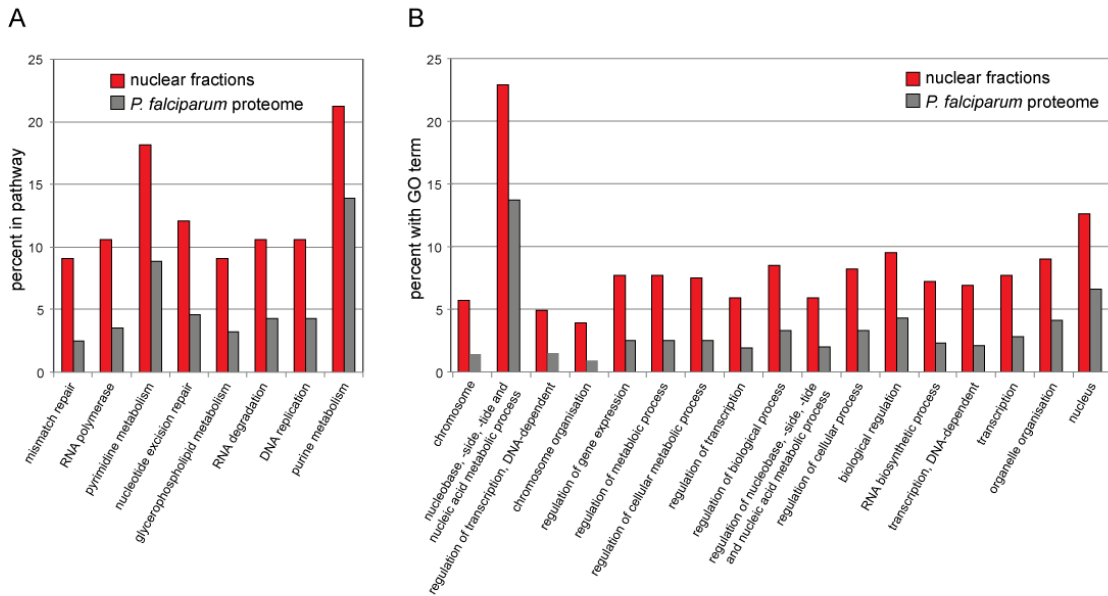 A
B
25
20
15
10
5
0
percent in pathway
nuclear fractions
P. falciparum proteome
mismatch repair
RNA polymerase
pyrimidine metabolism
nucleotide excision repair
glycerophospholipid metabolism
RNA degradation
DNA replication
purine metabolism
25
20
15
10
5
0
percent with GO term
nuclear fractions
P. falciparum proteome
chromosome
nucleobase, -side, -tide and
nucleic acid metabolic process
regulation of transcription, DNA-dependent
chromosome organisation
regulation of gene expression
regulation of metabloic process
regulation of cellular metabolic process
regulation of transcription
regulation of biological process
regulation of nucleobase, -side, -tide
and nucleic acid metabolic process
regulation of cellular process
biological regulation
RNA biosynthetic process
transcription, DNA-dependent
transcription
organelle organisation
nucleus